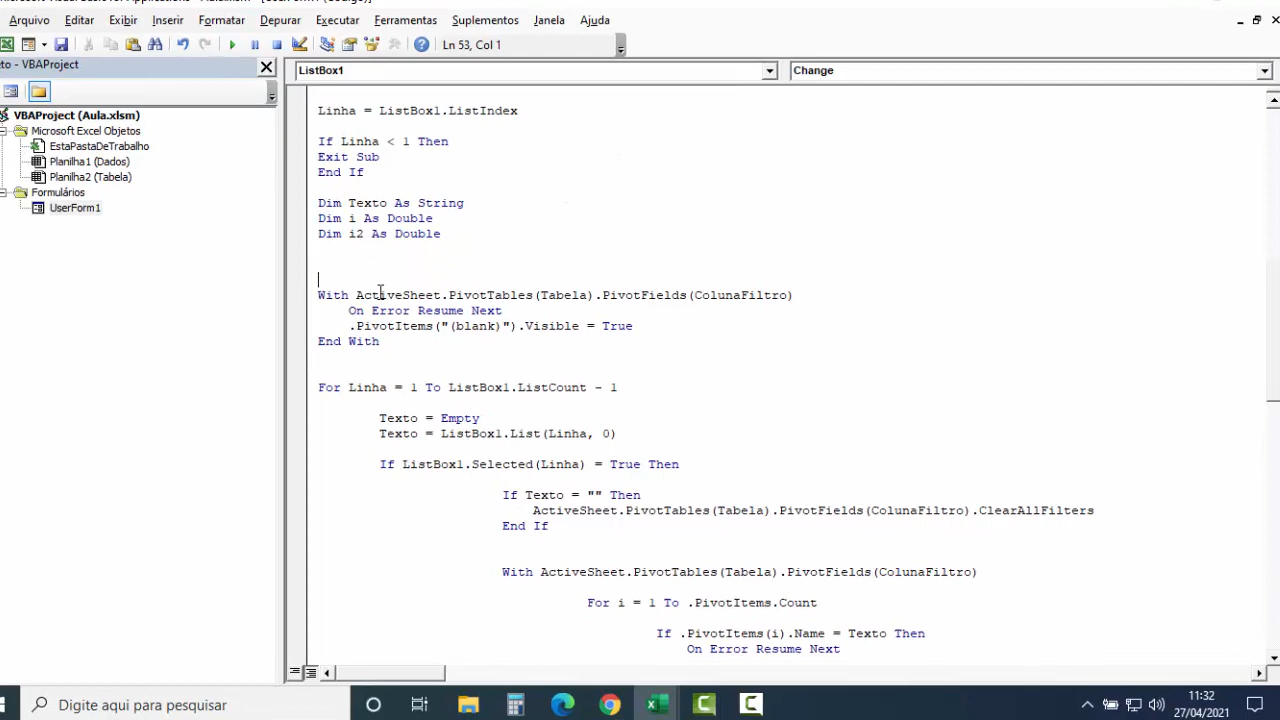 Arquivo Editar Exibir Inserir Formatar Depurar Executar Ferramentas Suplementos Janela Ajuda
Ln 53, Col 1
to - VBAProject
VBAProject (Aula.xlsm)
Microsoft Excel Objetos
EstaPastaDeTrabalho
Planilha1 (Dados)
Planilha2 (Tabela)
Formulários
UserForm1
ListBox1
Change
Linha = ListBox1.ListIndex
If Linha < 1 Then
Exit Sub
End If
Dim Texto As String
Dim i As Double
Dim i2 As Double
With ActiveSheet.PivotTables(Tabela).PivotFields(ColunaFiltro)
On Error Resume Next
.PivotItems("(blank)").Visible = True
End With
For Linha = 1 To ListBox1.ListCount - 1
Texto = Empty
Texto = ListBox1.List(Linha, 0)
If ListBox1.Selected(Linha) = True Then
If Texto = "" Then
ActiveSheet.PivotTables(Tabela).PivotFields(ColunaFiltro).ClearAllFilters
End If
With ActiveSheet.PivotTables(Tabela).PivotFields(ColunaFiltro)
For i = 1 To .PivotItems.Count
If .PivotItems(i).Name = Texto Then
On Error Resume Next
Digite aqui para pesquisar
11:32
27/04/2021